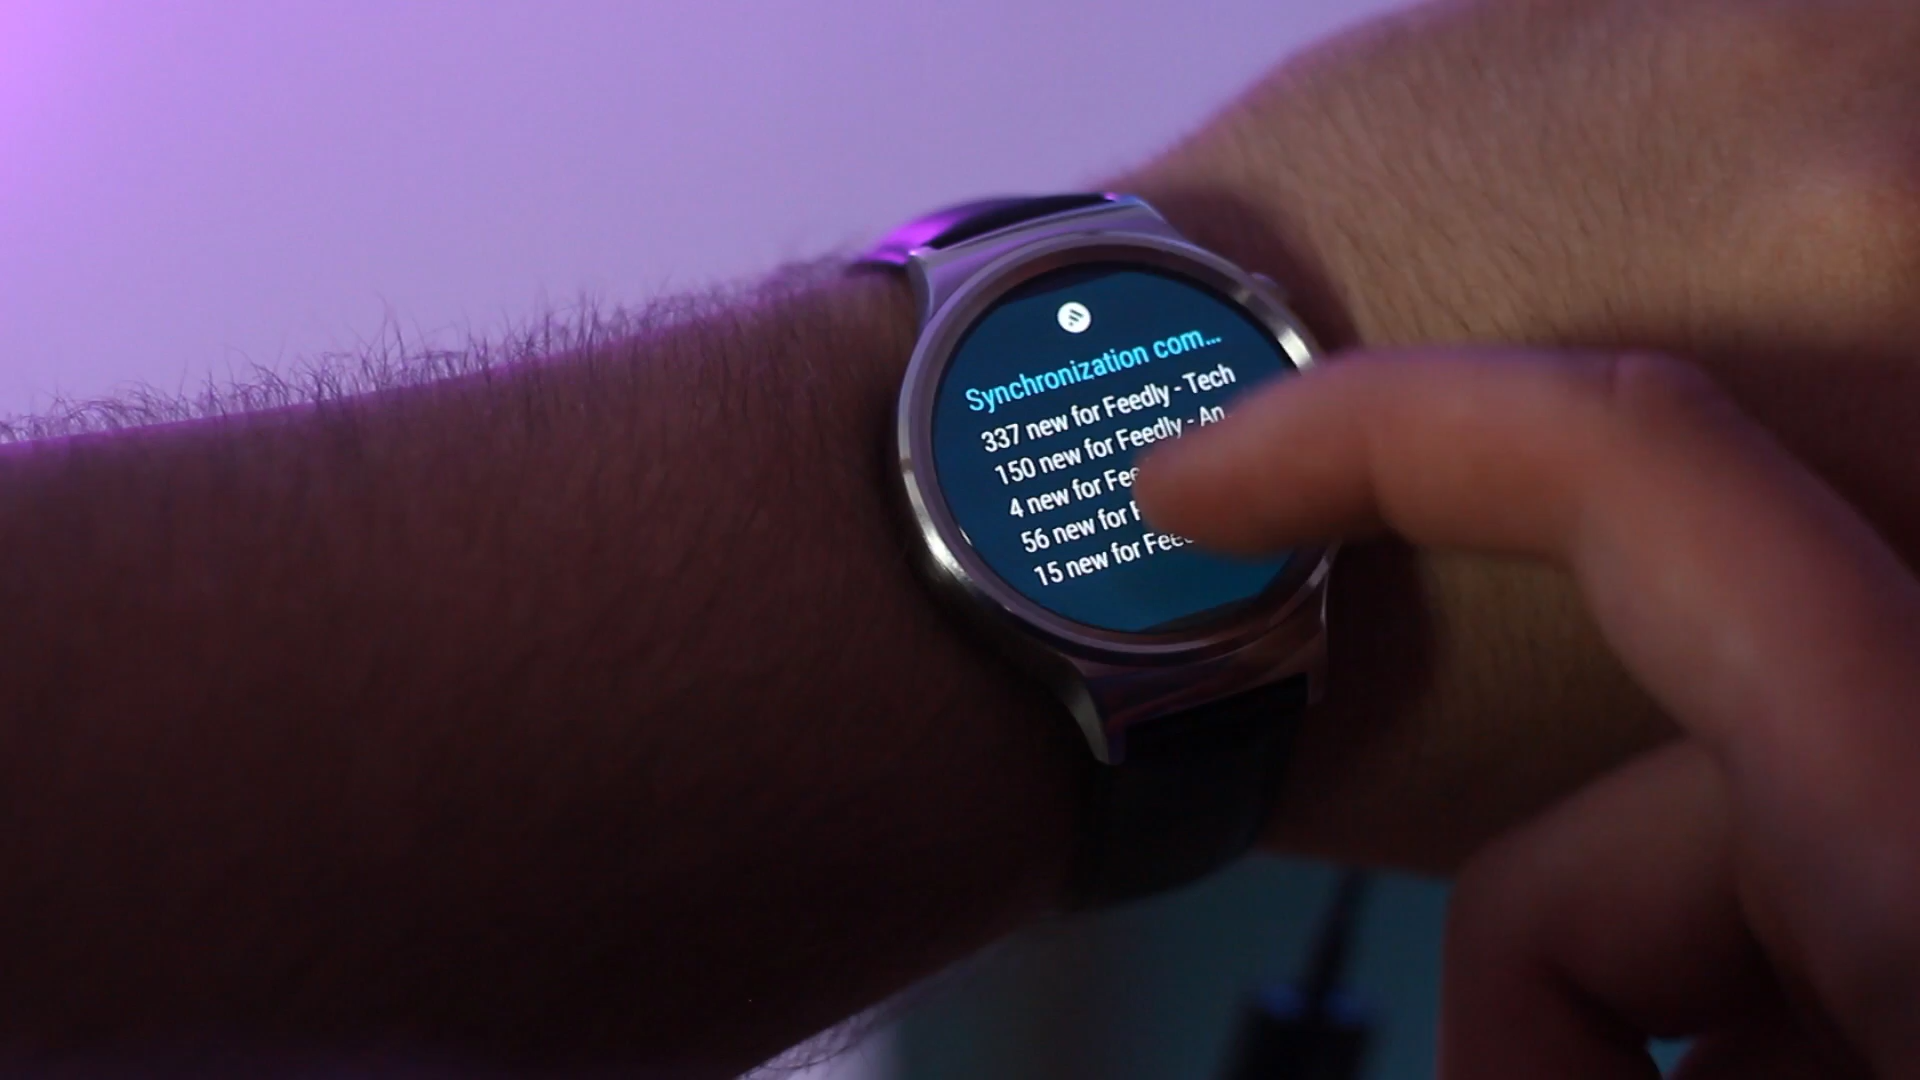 Synchronization com...
337 new for Feedly - Tech
150 new for Feedly - An
4 new for Fee
56 new for F
15 new for Fee